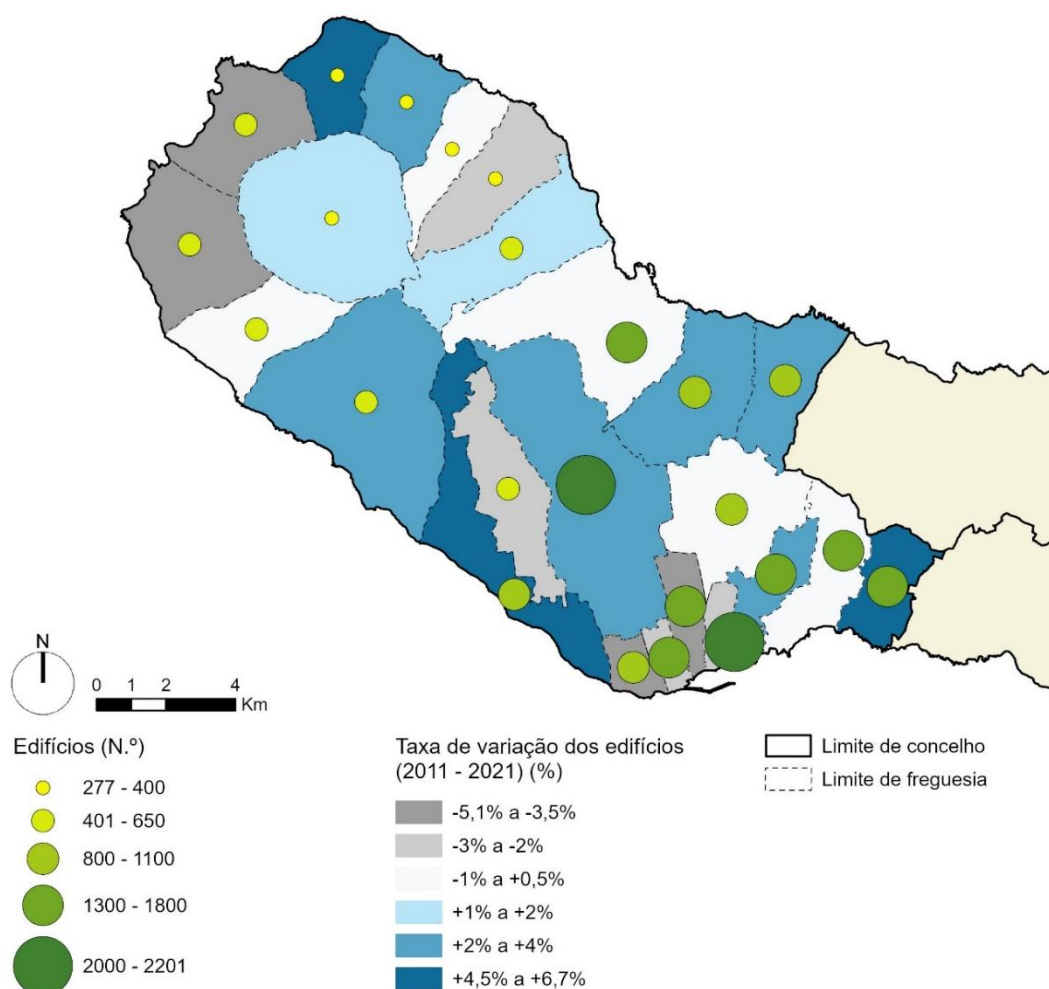 N
0 1 2 4
Km
Edifícios (N.º)
277 - 400
401 - 650
800 - 1100
1300 - 1800
2000 - 2201
Taxa de variação dos edifícios
(2011 - 2021) (%)
-5,1% a -3,5%
-3% a -2%
-1% a +0,5%
+1% a +2%
+2% a +4%
+4,5% a +6,7%
Limite de concelho
Limite de freguesia